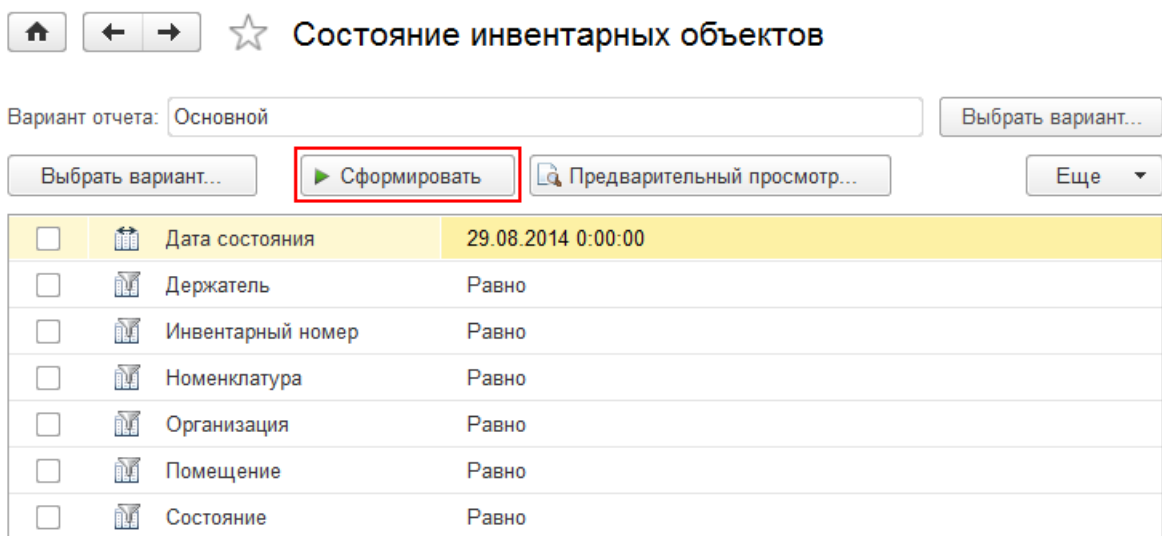 Состояние инвентарных объектов
Вариант отчета: Основной Выбрать вариант...
Выбрать вариант... Сформировать Предварительный просмотр... Еще
Дата состояния 29.08.2014 0:00:00
Держатель Равно
Инвентарный номер Равно
Номенклатура Равно
Организация Равно
Помещение Равно
Состояние Равно